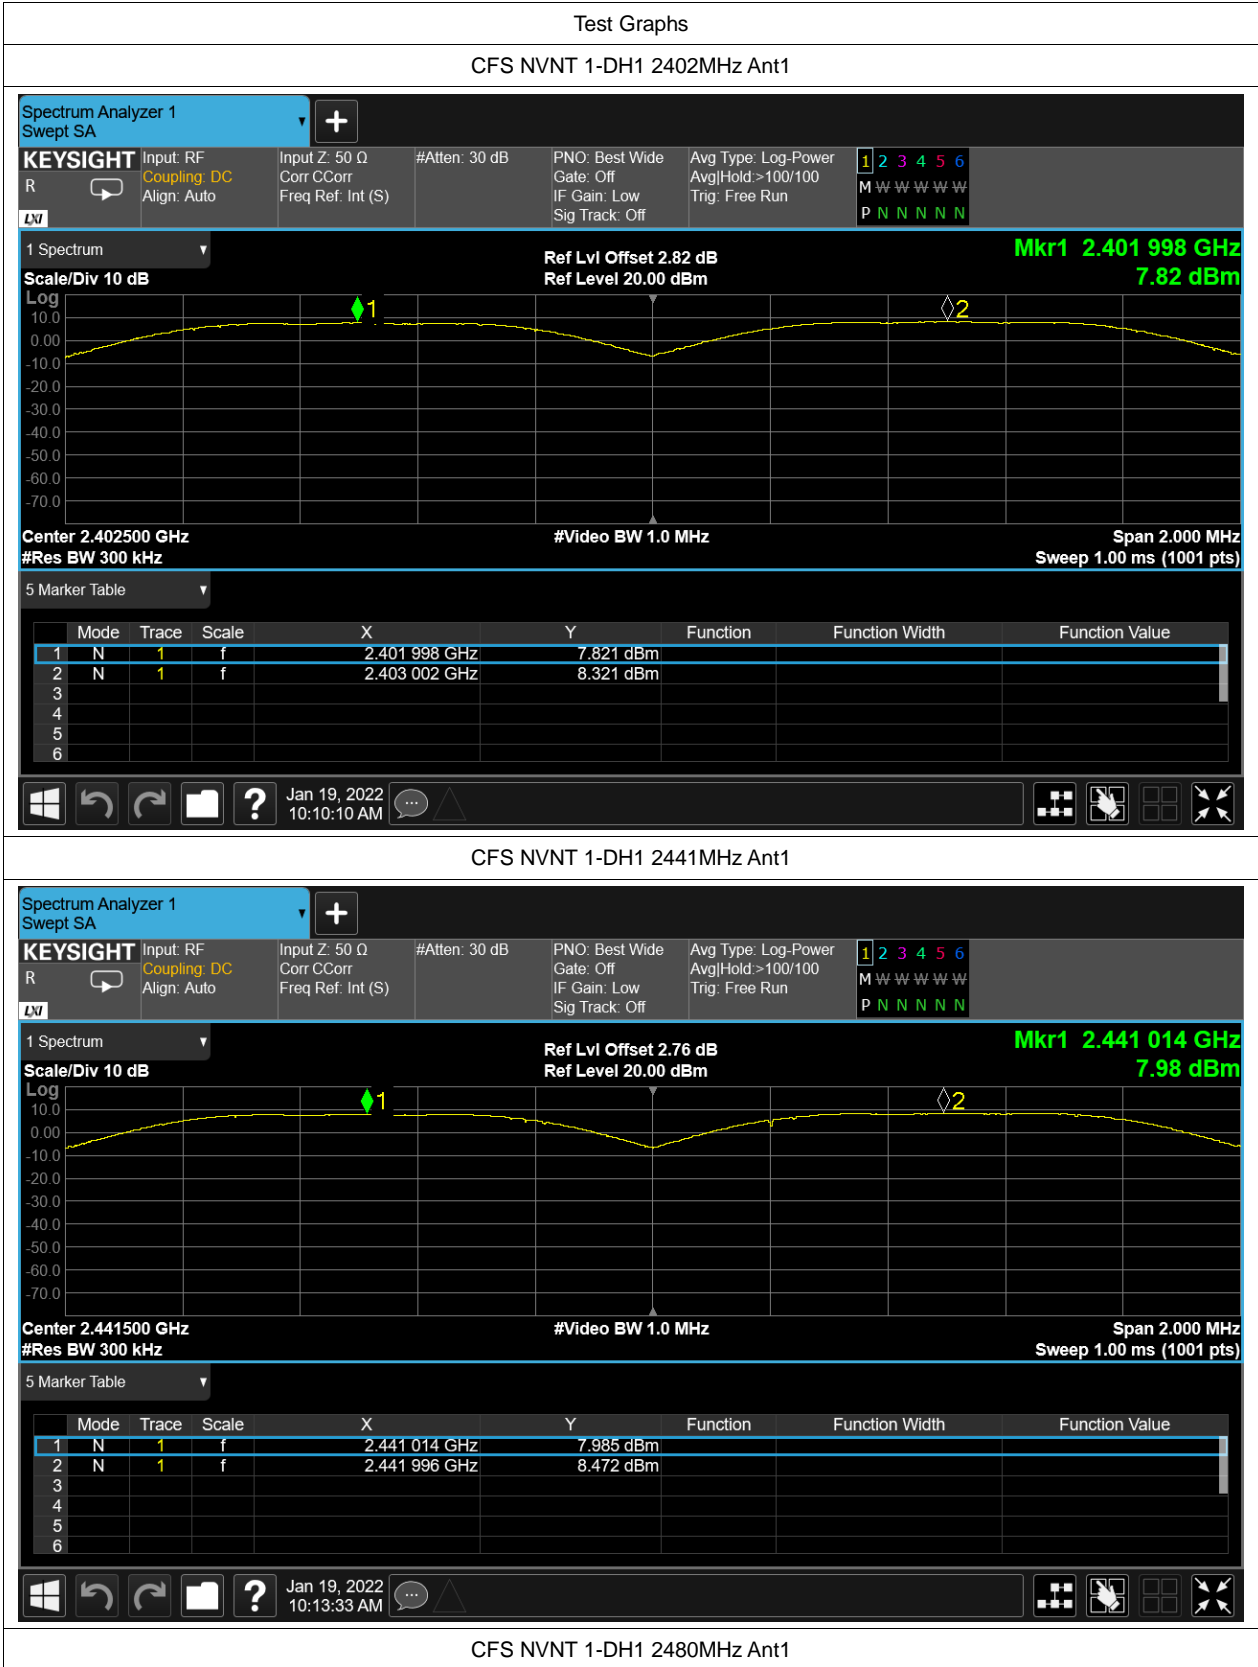 Test Graphs
CFS NVNT 1-DH1 2402MHz Ant1
Spectrum Analyzer 1
Swept SA
KEYSIGHT Input: RF Input Z: 50 Ω #Atten: 30 dB PNO: Best Wide Avg Type: Log-Power 1 2 3 4 5 6
R Coupling: DC Corr CCorr Gate: Off Avg|Hold:>100/100 M W W W W W
Align: Auto Freq Ref: Int (S) IF Gain: Low Trig: Free Run
LXI Sig Track: Off P N N N N N
1 Spectrum Ref Lvl Offset 2.82 dB Mkr1 2.401 998 GHz
Scale/Div 10 dB Ref Level 20.00 dBm 7.82 dBm
Log
1 2
10.0
0.00
-10.0
-20.0
-30.0
-40.0
-50.0
-60.0
-70.0
Center 2.402500 GHz #Video BW 1.0 MHz Span 2.000 MHz
#Res BW 300 kHz Sweep 1.00 ms (1001 pts)
5 Marker Table
Mode Trace Scale X Y Function Function Width Function Value
1 N 1 f 2.401 998 GHz 7.821 dBm
2 N 1 f 2.403 002 GHz 8.321 dBm
3
4
5
6
? Jan 19, 2022
10:10:10 AM
CFS NVNT 1-DH1 2441MHz Ant1
Spectrum Analyzer 1
Swept SA
KEYSIGHT Input: RF Input Z: 50 Ω #Atten: 30 dB PNO: Best Wide Avg Type: Log-Power 1 2 3 4 5 6
R Coupling: DC Corr CCorr Gate: Off Avg|Hold:>100/100 M W W W W W
Align: Auto Freq Ref: Int (S) IF Gain: Low Trig: Free Run
LXI Sig Track: Off P N N N N N
1 Spectrum Ref Lvl Offset 2.76 dB Mkr1 2.441 014 GHz
Scale/Div 10 dB Ref Level 20.00 dBm 7.98 dBm
Log
1 2
10.0
0.00
-10.0
-20.0
-30.0
-40.0
-50.0
-60.0
-70.0
Center 2.441500 GHz #Video BW 1.0 MHz Span 2.000 MHz
#Res BW 300 kHz Sweep 1.00 ms (1001 pts)
5 Marker Table
Mode Trace Scale X Y Function Function Width Function Value
1 N 1 f 2.441 014 GHz 7.985 dBm
2 N 1 f 2.441 996 GHz 8.472 dBm
3
4
5
6
? Jan 19, 2022
10:13:33 AM
CFS NVNT 1-DH1 2480MHz Ant1